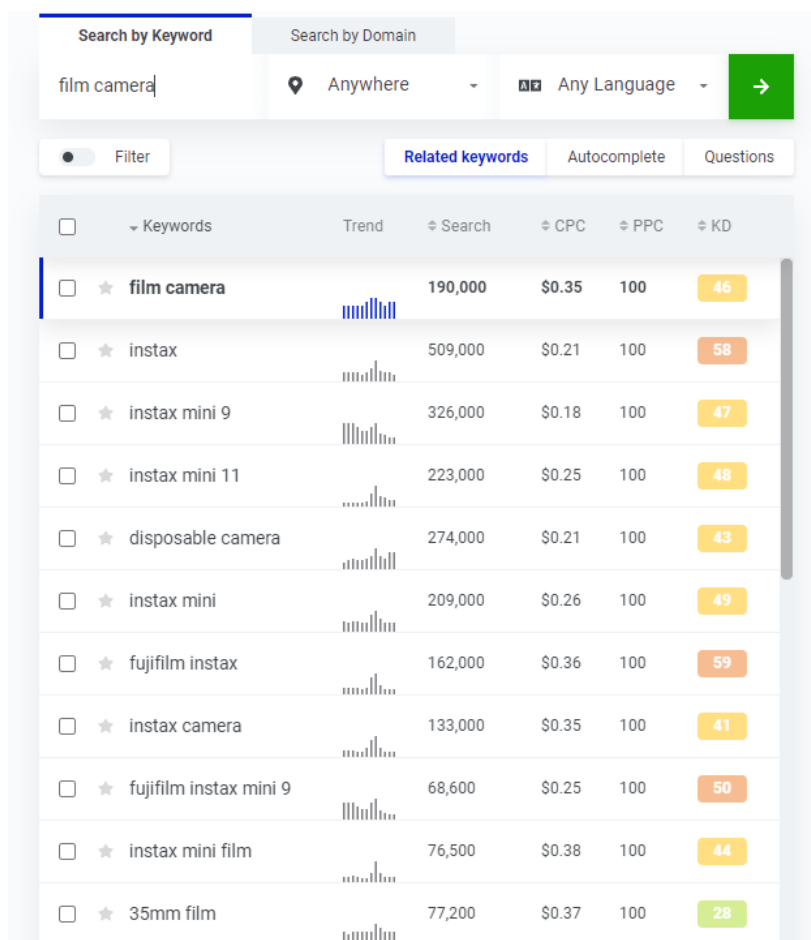 Search by Keyword Search by Domain
film camera Anywhere Any Language
Filter Related keywords Autocomplete Questions
Keywords Trend Search CPC PPC KD
film camera 190,000 $0.35 100 46
instax 509,000 $0.21 100 58
instax mini 9 326,000 $0.18 100 47
instax mini 11 223,000 $0.25 100 48
disposable camera 274,000 $0.21 100 43
instax mini 209,000 $0.26 100 49
fujifilm instax 162,000 $0.36 100 59
instax camera 133,000 $0.35 100 41
fujifilm instax mini 9 68,600 $0.25 100 50
instax mini film 76,500 $0.38 100 44
35mm film 77,200 $0.37 100 28